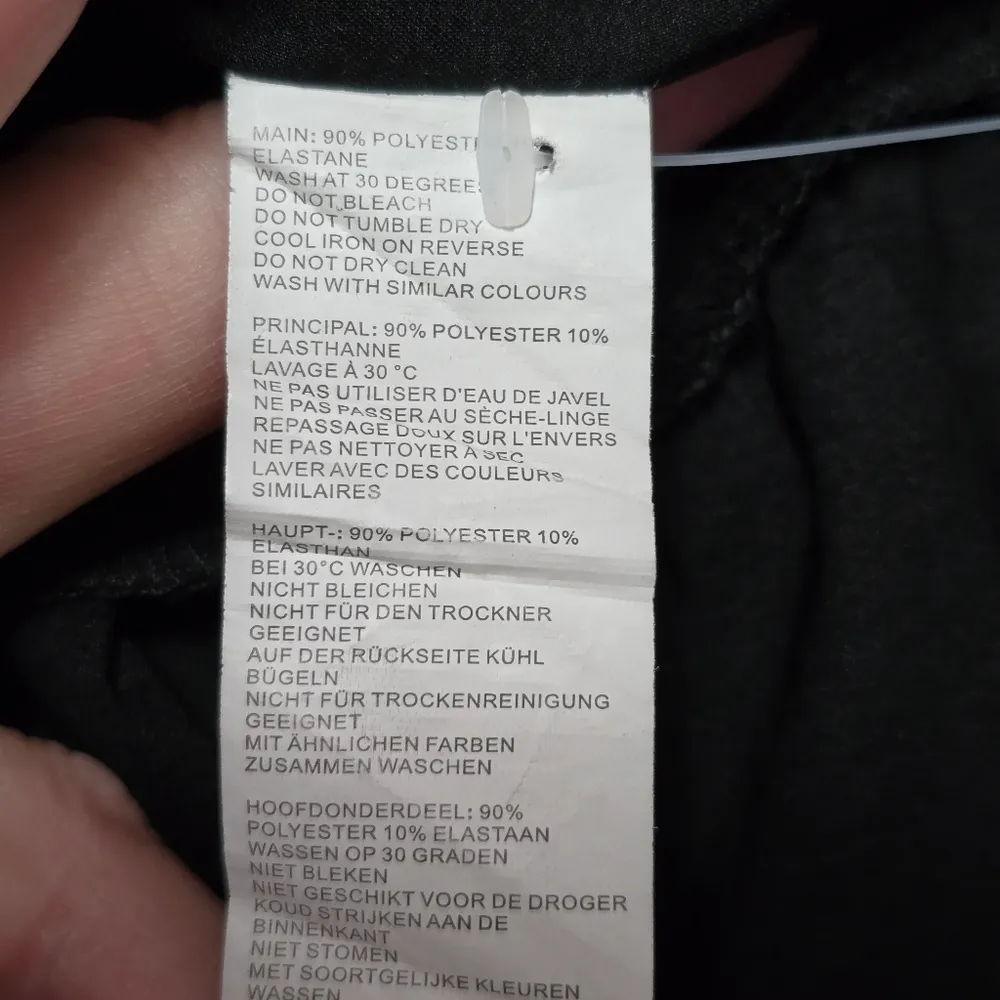 MAIN: 90% POLYEST
ELASTANE
WASH AT 30 DEGREE
DO NOT BLEACH
DO NOT TUMBLE DRY
COOL IRON ON REVERSE
DO NOT DRY CLEAN
WASH WITH SIMILAR COLOURS
PRINCIPAL: 90% POLYESTER 10%
ÉLASTHANNE
LAVAGE À 30 °C
NE PAS UTILISER D'EAU DE JAVEL
NE PAS PASSER AU SÈCHE-LINGE
REPASSAGE DOUX SUR L'ENVERS
NE PAS NETTOYER À SEC
LAVER AVEC DES COULEURS
SIMILAIRES
HAUPT-: 90% POLYESTER 10%
ELASTHAN
BEI 30°C WASCHEN
NICHT BLEICHEN
NICHT FÜR DEN TROCKNER
GEEIGNET
AUF DER RÜCKSEITE KÜHL
BÜGELN
NICHT FÜR TROCKENREINIGUNG
GEEIGNET
MIT ÄHNLICHEN FARBEN
ZUSAMMEN WASCHEN
HOOFDONDERDEEL: 90%
POLYESTER 10% ELASTAAN
WASSEN OP 30 GRADEN
NIET BLEKEN
NIET GESCHIKT VOOR DE DROGER
KOUD STRIJKEN AAN DE
BINNENKANT
NIET STOMEN
MET SOORTGELIJKE KLEUREN
WASSEN